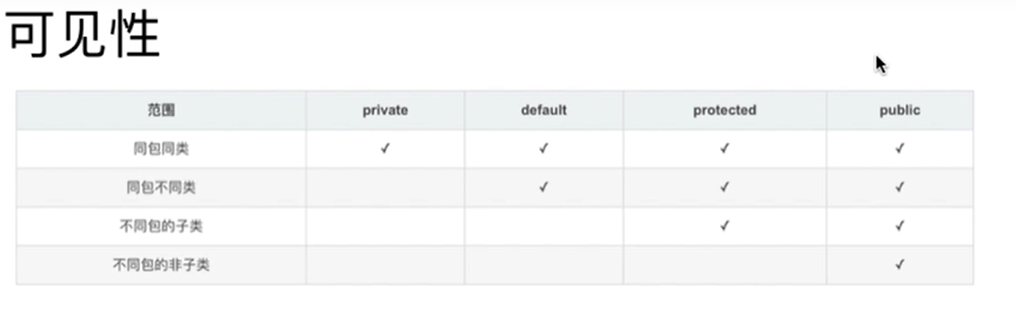 可见性
范围 private default protected public
同包同类 ✓ ✓ ✓ ✓
同包不同类 ✓ ✓ ✓
不同包的子类 ✓ ✓
不同包的非子类 ✓